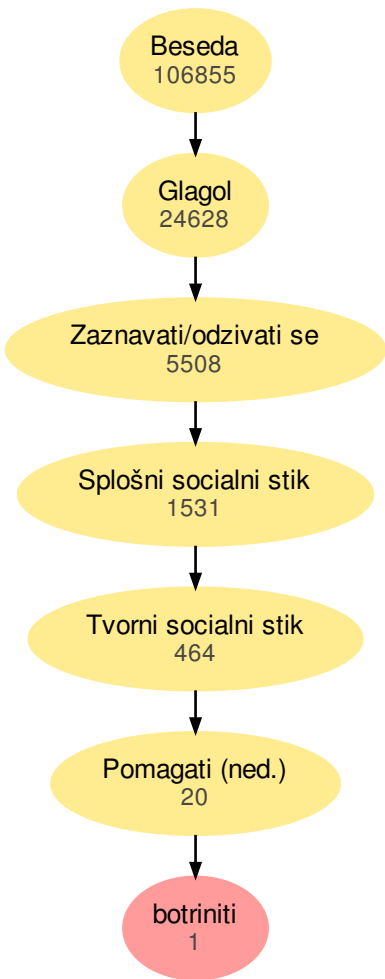 Beseda
106855
Glagol
24628
Zaznavati/odzivati se
5508
Splošni socialni stik
1531
Tvorni socialni stik
464
Pomagati (ned.)
20
botriniti
1